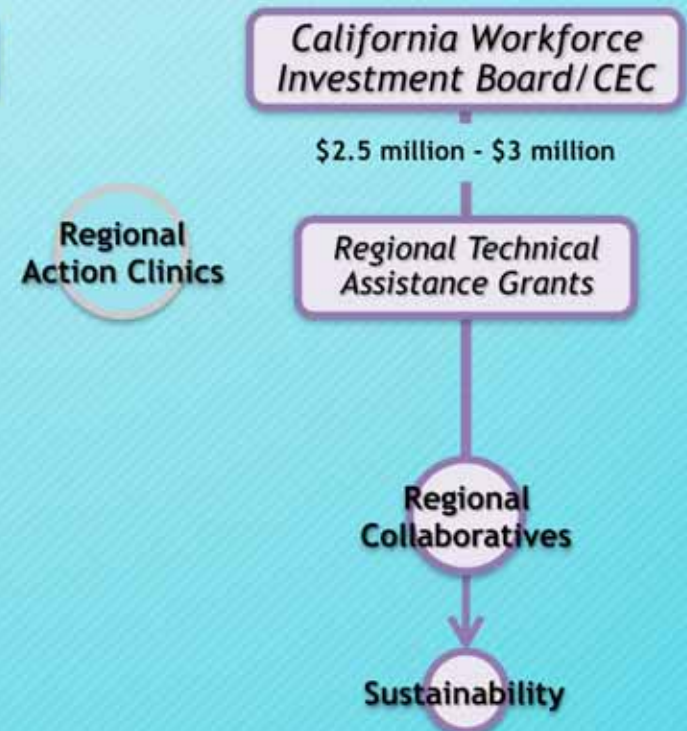 California Workforce
Investment Board/CEC
$2.5 million - $3 million
Regional
Action Clinics
Regional Technical
Assistance Grants
Regional
Collaboratives
Sustainability